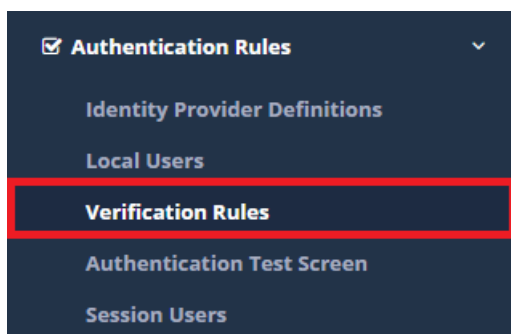 Authentication Rules
Identity Provider Definitions
Local Users
Verification Rules
Authentication Test Screen
Session Users